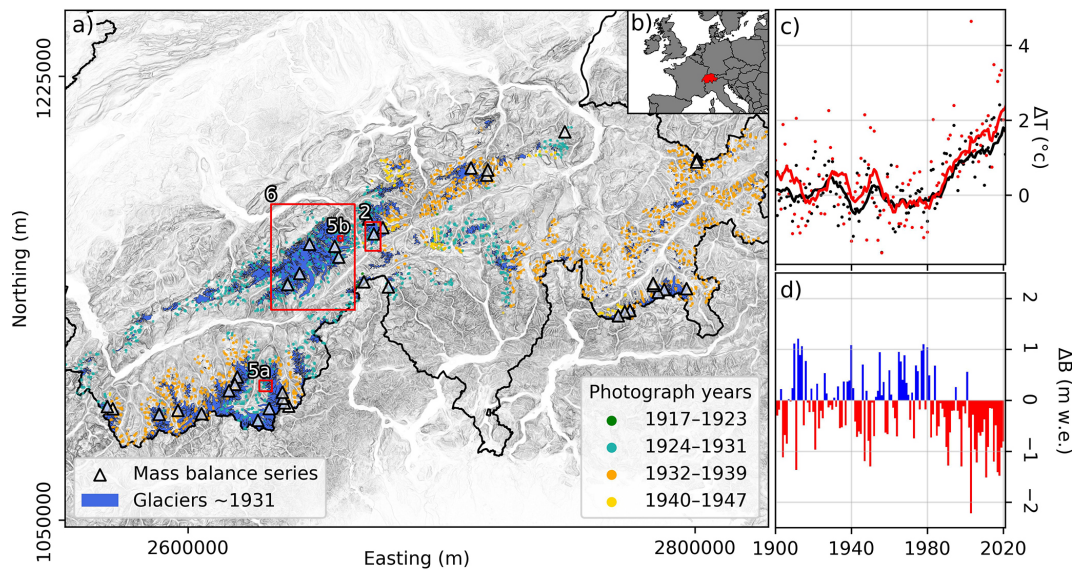 a)
b)
c)
1225000
4
2
0
ΔT (°c)
6
2
5b
Northing (m)
d)
5a
2
1
0
−1
−2
ΔB (m w.e.)
Photograph years
1917–1923
1924–1931
1932–1939
1940–1947
Mass balance series
Glaciers ~1931
1050000
2600000
Easting (m)
2800000
1900
1940
1980
2020